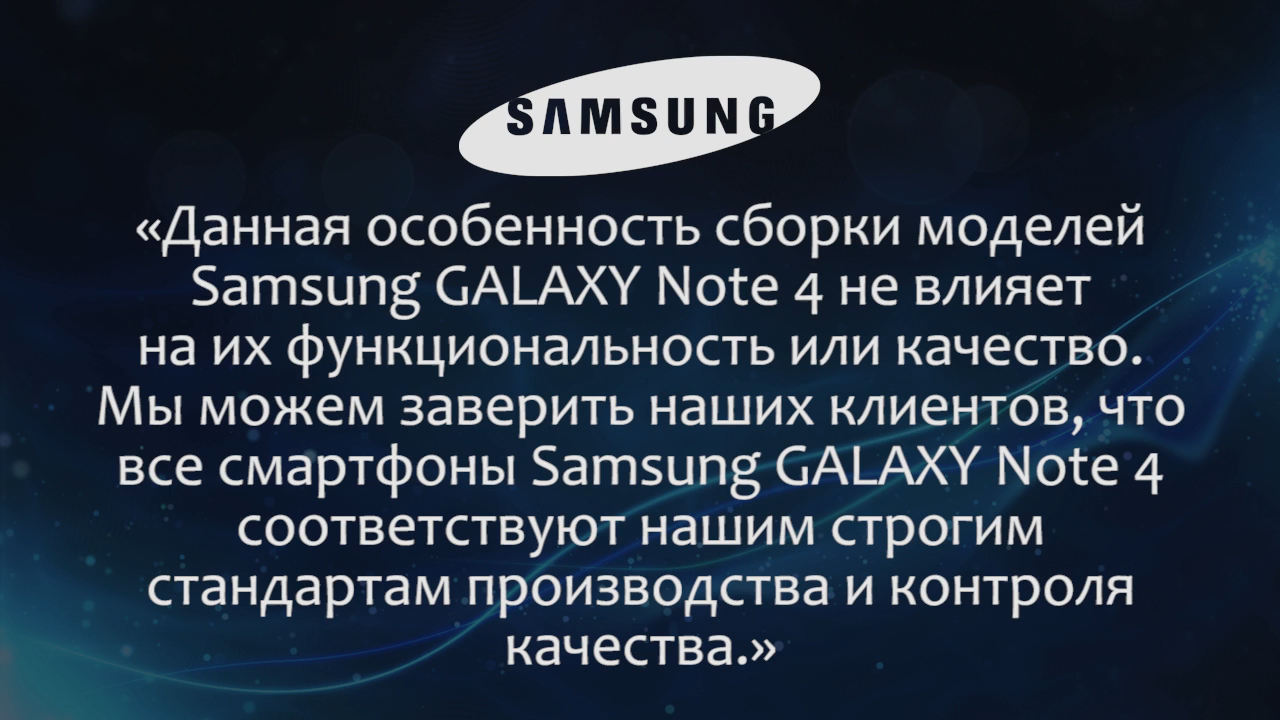 SAMSUNG
«Данная особенность сборки моделей
Samsung GALAXY Note 4 не влияет
на их функциональность или качество.
Мы можем заверить наших клиентов, что
все смартфоны Samsung GALAXY Note 4
соответствуют нашим строгим
стандартам производства и контроля
качества.»